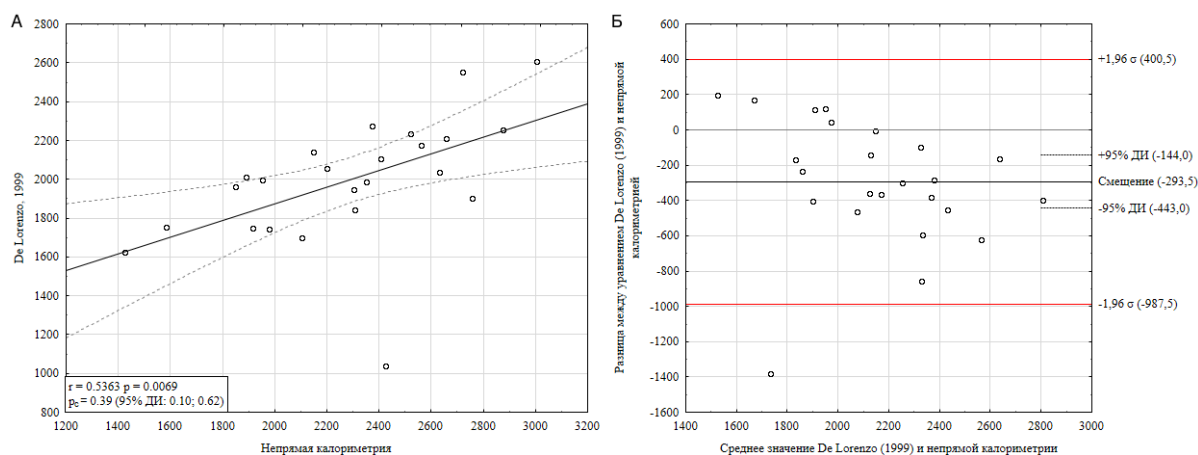 А
2800
2600
2400
2200
2000
1800
1600
1400
1200
1000
800
De Lorenzo, 1999
r = 0.5363 p = 0.0069
pc = 0.39 (95% ДИ: 0.10; 0.62)
1200 1400 1600 1800 2000 2200 2400 2600 2800 3000 3200
Непрямая калориметрия
Б
600
400
200
0
-200
-400
-600
-800
-1000
-1200
-1400
-1600
Разница между уравнением De Lorenzo (1999) и непрямой
калориметрией
+1,96 σ (400,5)
+95% ДИ (-144,0)
Смещение (-293,5)
-95% ДИ (-443,0)
-1,96 σ (-987,5)
1400 1600 1800 2000 2200 2400 2600 2800 3000
Среднее значение De Lorenzo (1999) и непрямой калориметрии